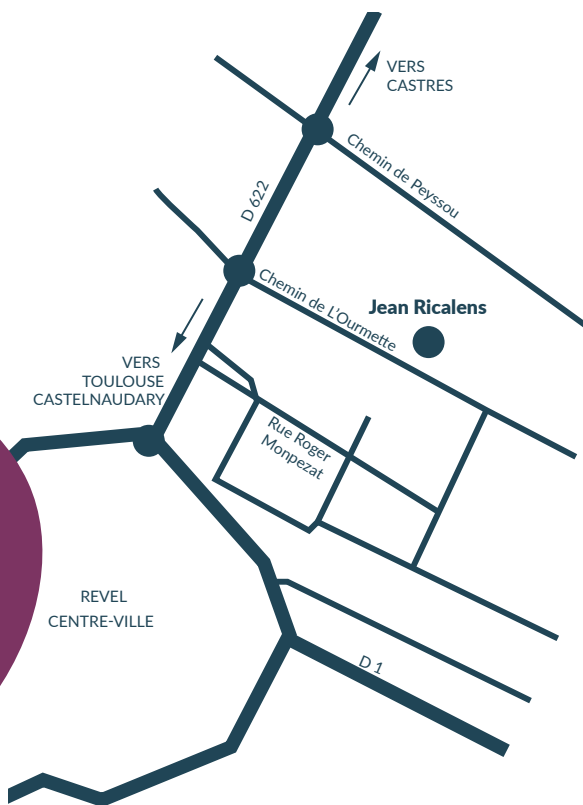 VERS
CASTRES
Chemin de Peyssou
D 622
Chemin de L'Ourmette
Jean Ricalens
VERS
TOULOUSE
CASTELNAUDARY
Rue Roger
Monpezat
REVEL
CENTRE-VILLE
D 1